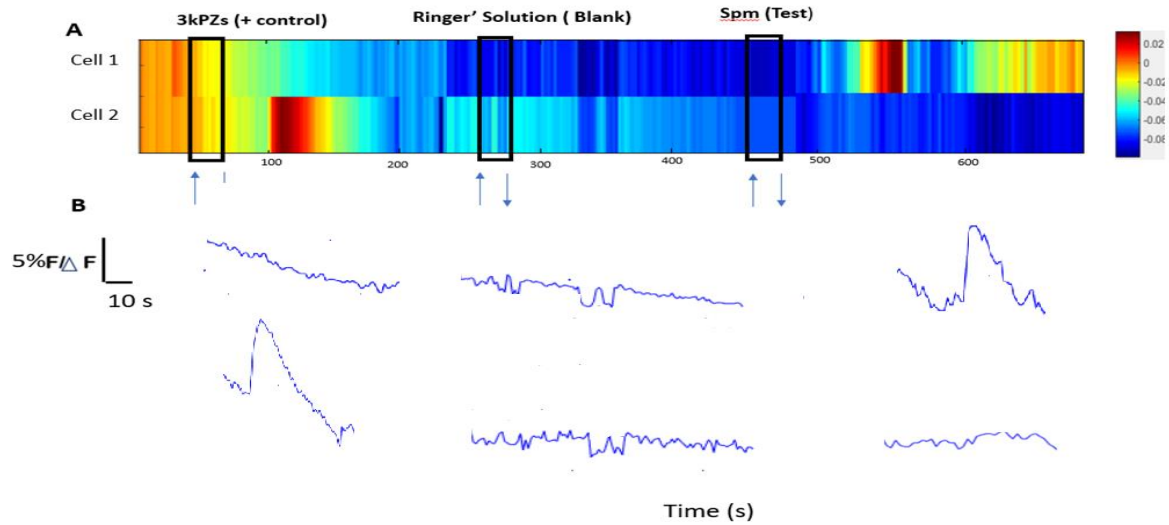 3kPZs (+ control)
Ringer’ Solution ( Blank)
Spm (Test)
A
Cell 1
Cell 2
0.02
0
-0.02
-0.04
-0.06
-0.08
100
200
300
400
500
600
B
5%F/△ F
10 s
Time (s)